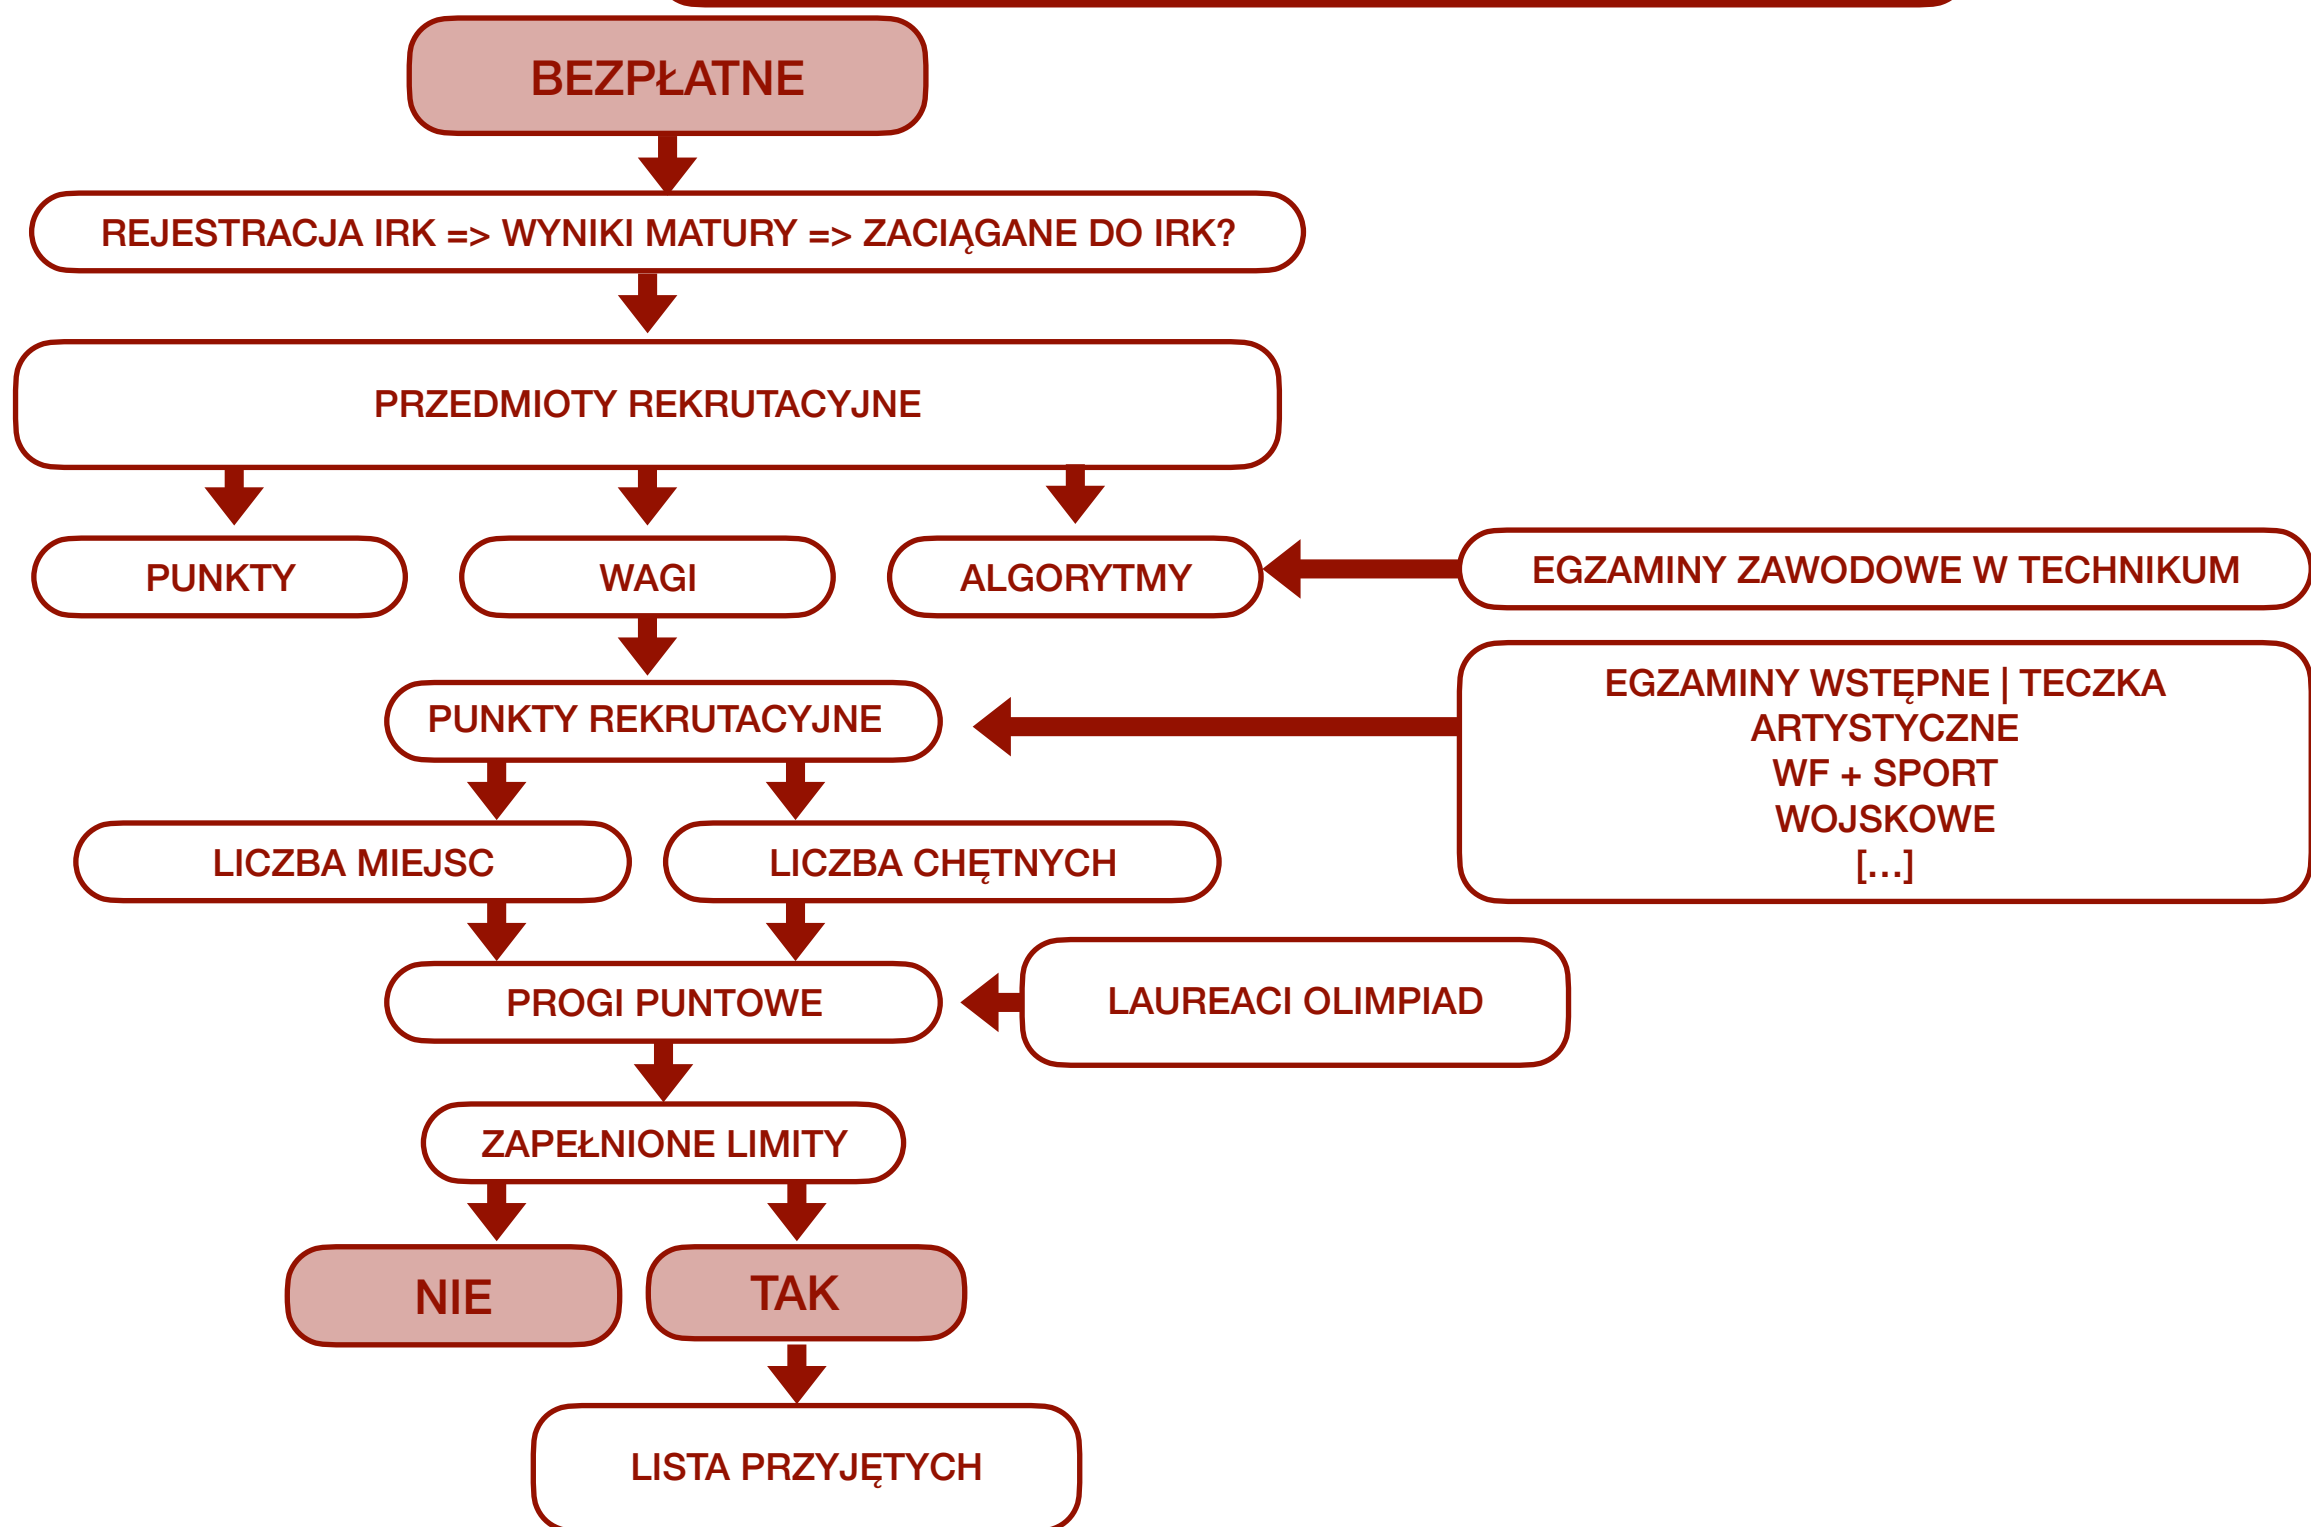 BEZPŁATNE
REJESTRACJA IRK => WYNIKI MATURY => ZACIĄGANE DO IRK?
PRZEDMIOTY REKRUTACYJNE
PUNKTY
WAGI
ALGORYTMY
EGZAMINY ZAWODOWE W TECHNIKUM
EGZAMINY WSTĘPNE | TECZKA
ARTYSTYCZNE
WF + SPORT
WOJSKOWE
[…]
PUNKTY REKRUTACYJNE
LICZBA MIEJSC
LICZBA CHĘTNYCH
PROGI PUNTOWE
LAUREACI OLIMPIAD
ZAPEŁNIONE LIMITY
NIE
TAK
LISTA PRZYJĘTYCH